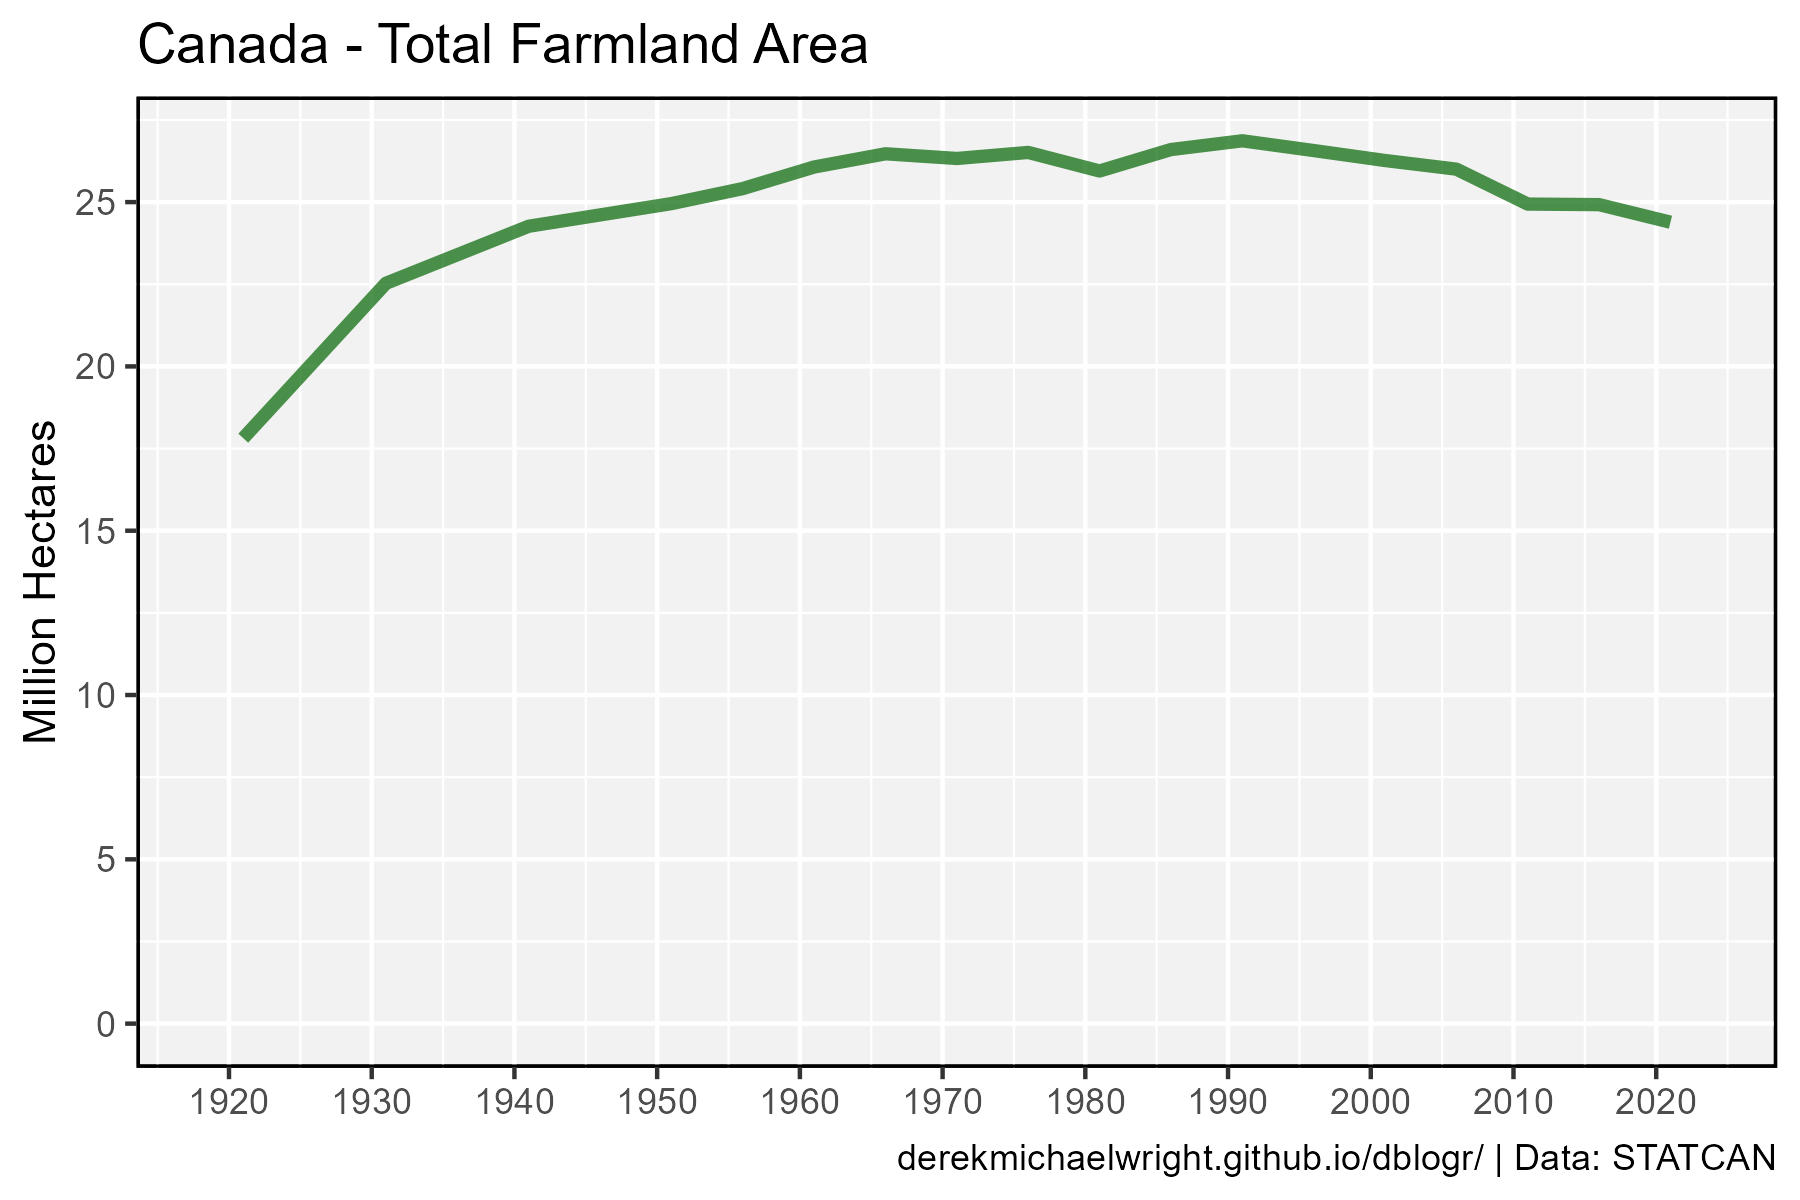 Canada - Total Farmland Area
Million Hectares
25
20
15
10
5
0
1920 1930 1940 1950 1960 1970 1980 1990 2000 2010 2020
derekmichaelwright.github.io/dblogr/ | Data: STATCAN